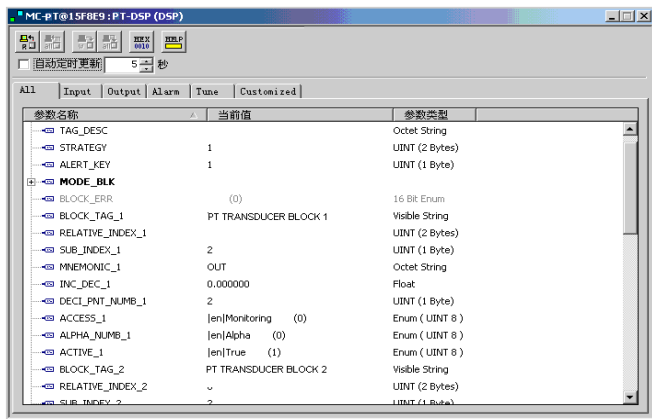 MC-PT@15F8E9 : PT-DSP (DSP)
HEX 0010 HELP
自动定时更新 5 秒
All Input Output Alarm Tune Customized
参数名称 当前值 参数类型
TAG_DESC Octet String
STRATEGY 1 UINT (2 Bytes)
ALERT_KEY 1 UINT (1 Byte)
MODE_BLK
BLOCK_ERR (0) 16 Bit Enum
BLOCK_TAG_1 PT TRANSDUCER BLOCK 1 Visible String
RELATIVE_INDEX_1 UINT (2 Bytes)
SUB_INDEX_1 2 UINT (1 Byte)
MNEMONIC_1 OUT Octet String
INC_DEC_1 0.000000 Float
DECI_PNT_NUMB_1 2 UINT (1 Byte)
ACCESS_1 |en|Monitoring (0) Enum ( UINT 8 )
ALPHA_NUMB_1 |en|Alpha (0) Enum ( UINT 8 )
ACTIVE_1 |en|True (1) Enum ( UINT 8 )
BLOCK_TAG_2 PT TRANSDUCER BLOCK 2 Visible String
RELATIVE_INDEX_2 UINT (2 Bytes)
SUB_INDEX_2 2 UINT (1 Byte)